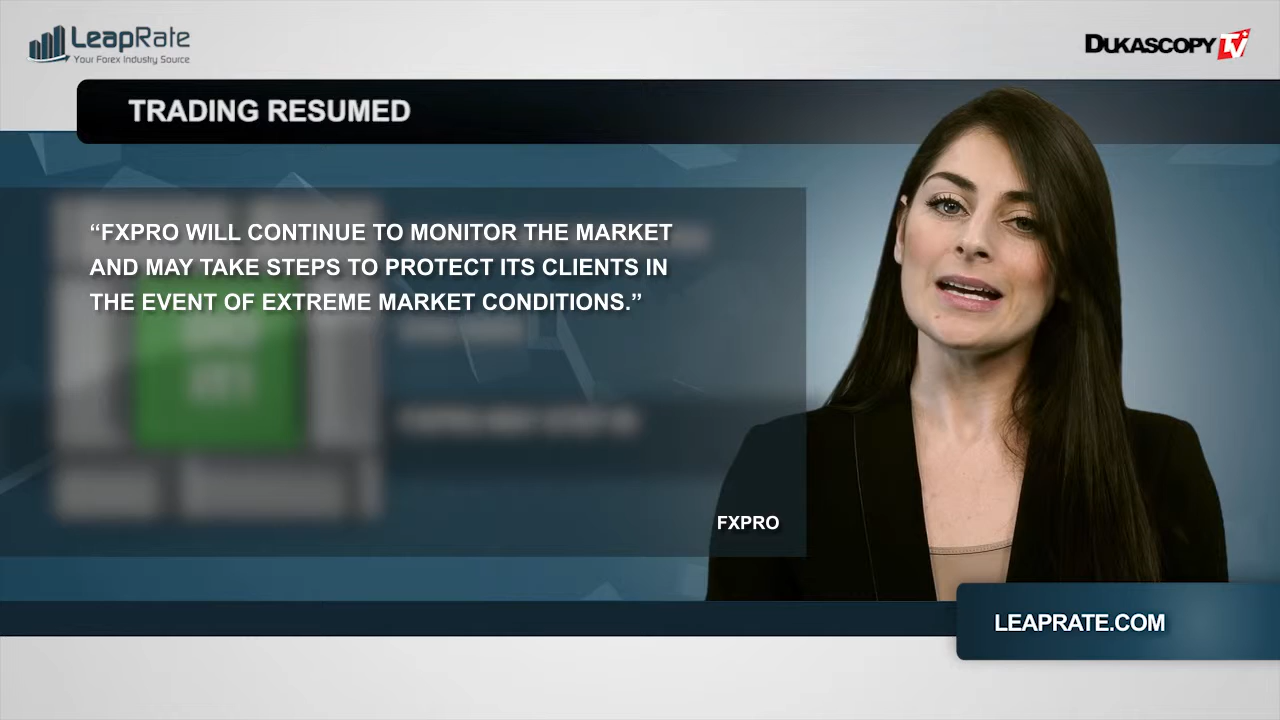 LeapRate
Your Forex Industry Source
DUKASCOPY TV
TRADING RESUMED
“FXPRO WILL CONTINUE TO MONITOR THE MARKET
AND MAY TAKE STEPS TO PROTECT ITS CLIENTS IN
THE EVENT OF EXTREME MARKET CONDITIONS.”
FXPRO
LEAPRATE.COM